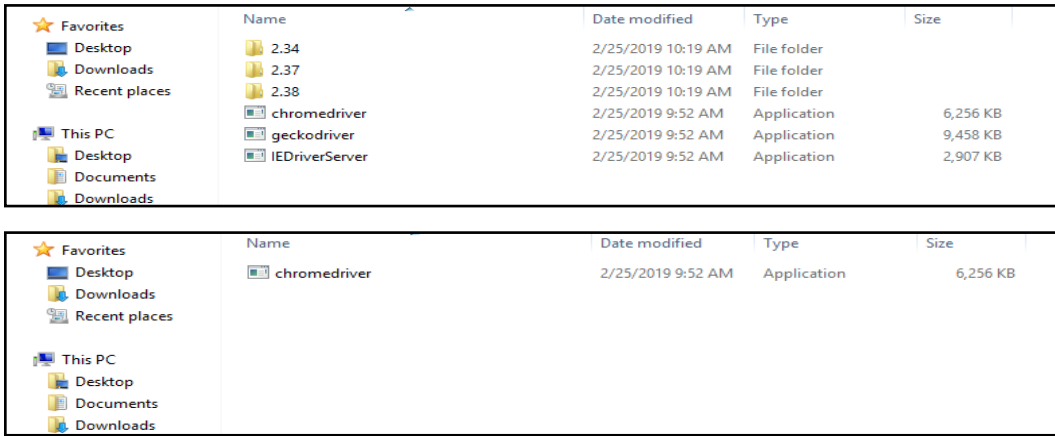 Favorites
Name Date modified Type Size
Desktop 2.34 2/25/2019 10:19 AM File folder
Downloads 2.37 2/25/2019 10:19 AM File folder
Recent places 2.38 2/25/2019 10:19 AM File folder
chromedriver 2/25/2019 9:52 AM Application 6,256 KB
This PC geckodriver 2/25/2019 9:52 AM Application 9,458 KB
Desktop IEDriverServer 2/25/2019 9:52 AM Application 2,907 KB
Documents
Downloads
Favorites
Name Date modified Type Size
Desktop chromedriver 2/25/2019 9:52 AM Application 6,256 KB
Downloads
Recent places
This PC
Desktop
Documents
Downloads